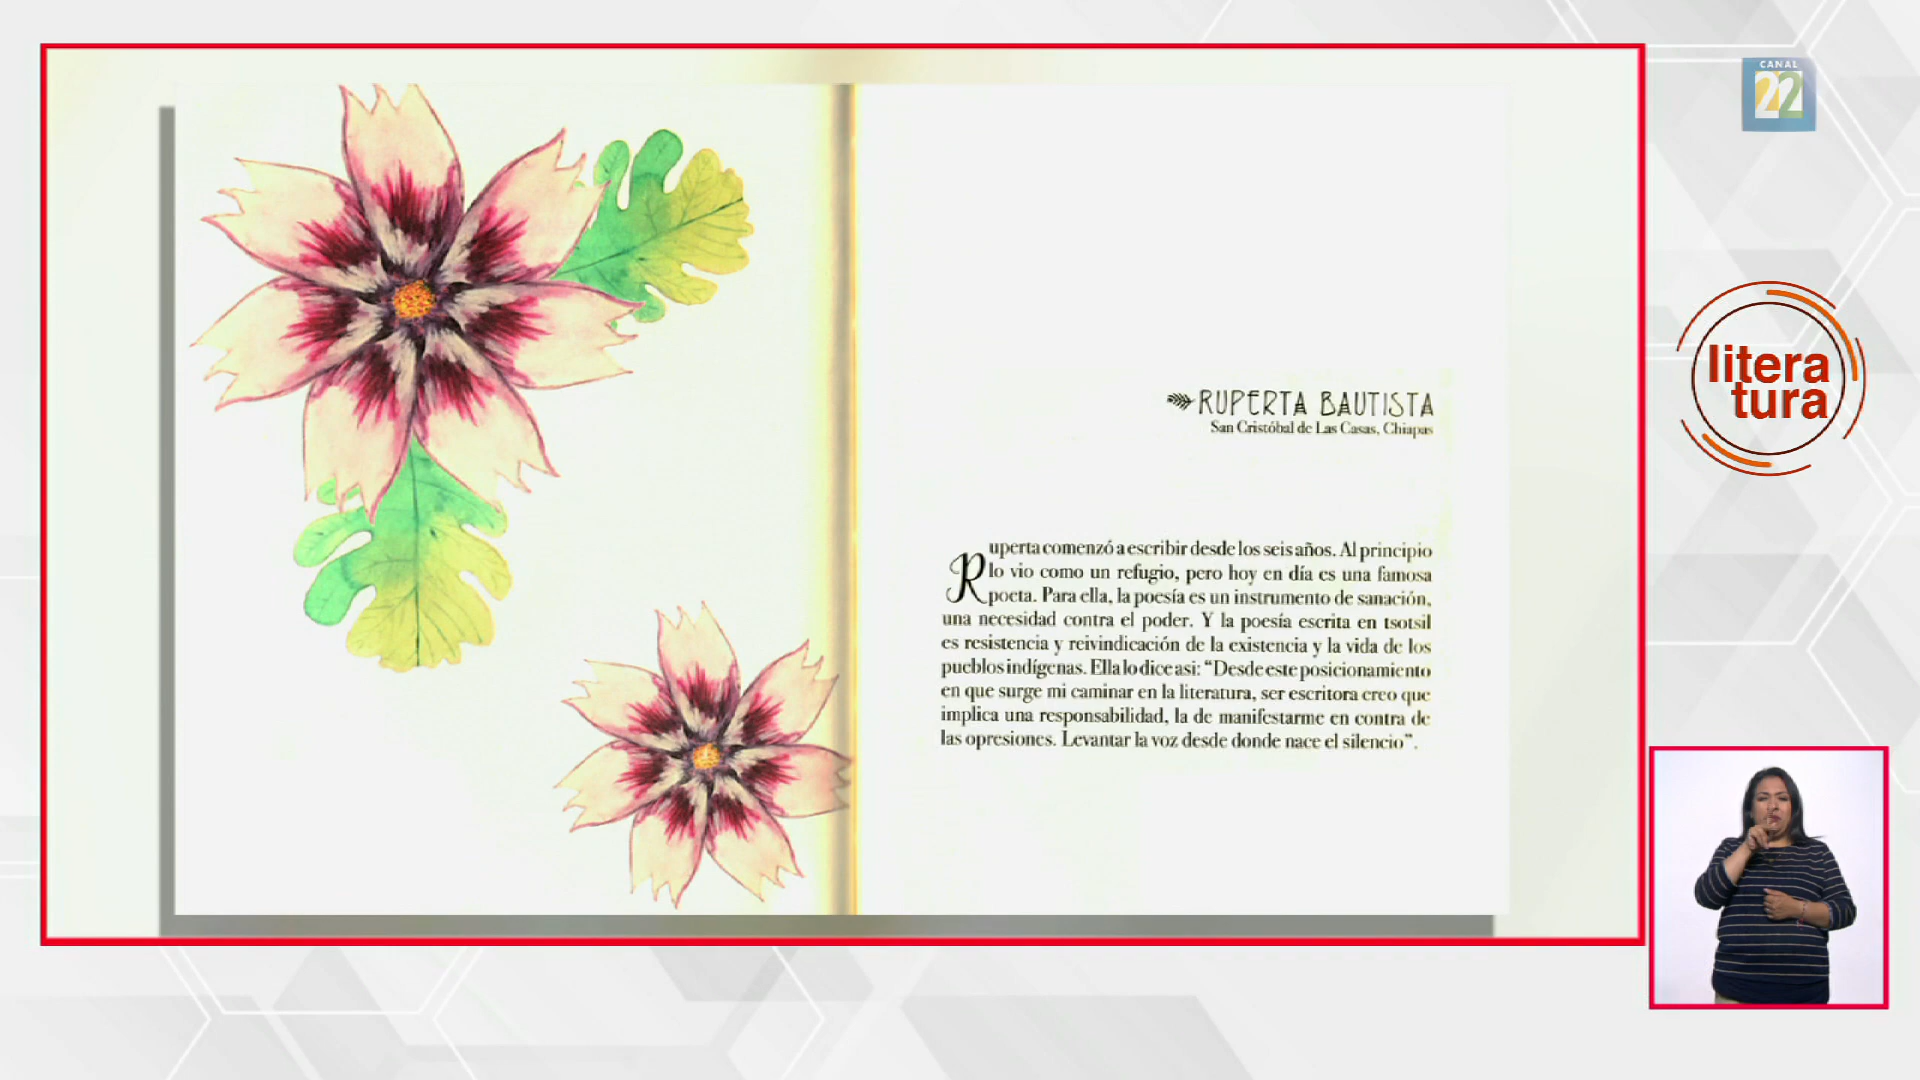 CANAL
22
litera
tura
RUPERTA BAUTISTA
San Cristóbal de Las Casas, Chiapas
Ruperta comenzó a escribir desde los seis años. Al principio
lo vio como un refugio, pero hoy en día es una famosa
poeta. Para ella, la poesía es un instrumento de sanación,
una necesidad contra el poder. Y la poesía escrita en tsotsil
es resistencia y reivindicación de la existencia y la vida de los
pueblos indígenas. Ella lo dice asi: “Desde este posicionamiento
en que surge mi caminar en la literatura, ser escritora creo que
implica una responsabilidad, la de manifestarme en contra de
las opresiones. Levantar la voz desde donde nace el silencio”.